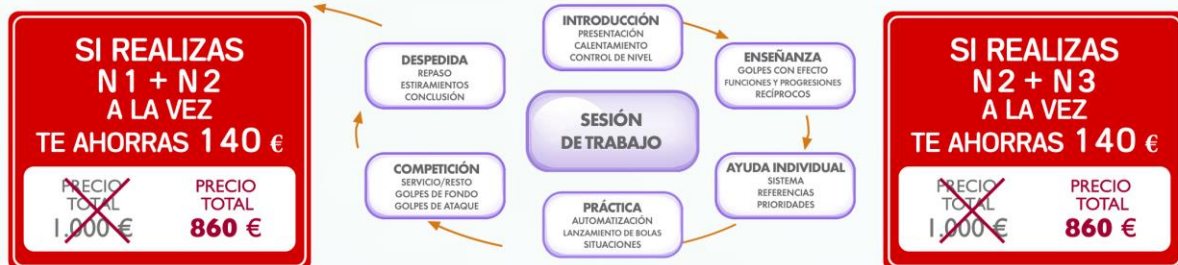 SI REALIZAS
N1 + N2
A LA VEZ
TE AHORRAS 140 €
PRECIO
TOTAL
1.000 €
PRECIO
TOTAL
860 €
INTRODUCCIÓN
PRESENTACIÓN
CALENTAMIENTO
CONTROL DE NIVEL
ENSEÑANZA
GOLPES CON EFECTO
FUNCIONES Y PROGRESIONES
RECÍPROCOS
AYUDA INDIVIDUAL
SISTEMA
REFERENCIAS
PRIORIDADES
PRÁCTICA
AUTOMATIZACIÓN
LANZAMIENTO DE BOLAS
SITUACIONES
COMPETICIÓN
SERVICIO/RESTO
GOLPES DE FONDO
GOLPES DE ATAQUE
DESPEDIDA
REPASO
ESTIRAMIENTOS
CONCLUSIÓN
SESIÓN
DE TRABAJO
SI REALIZAS
N2 + N3
A LA VEZ
TE AHORRAS 140 €
PRECIO
TOTAL
1.000 €
PRECIO
TOTAL
860 €